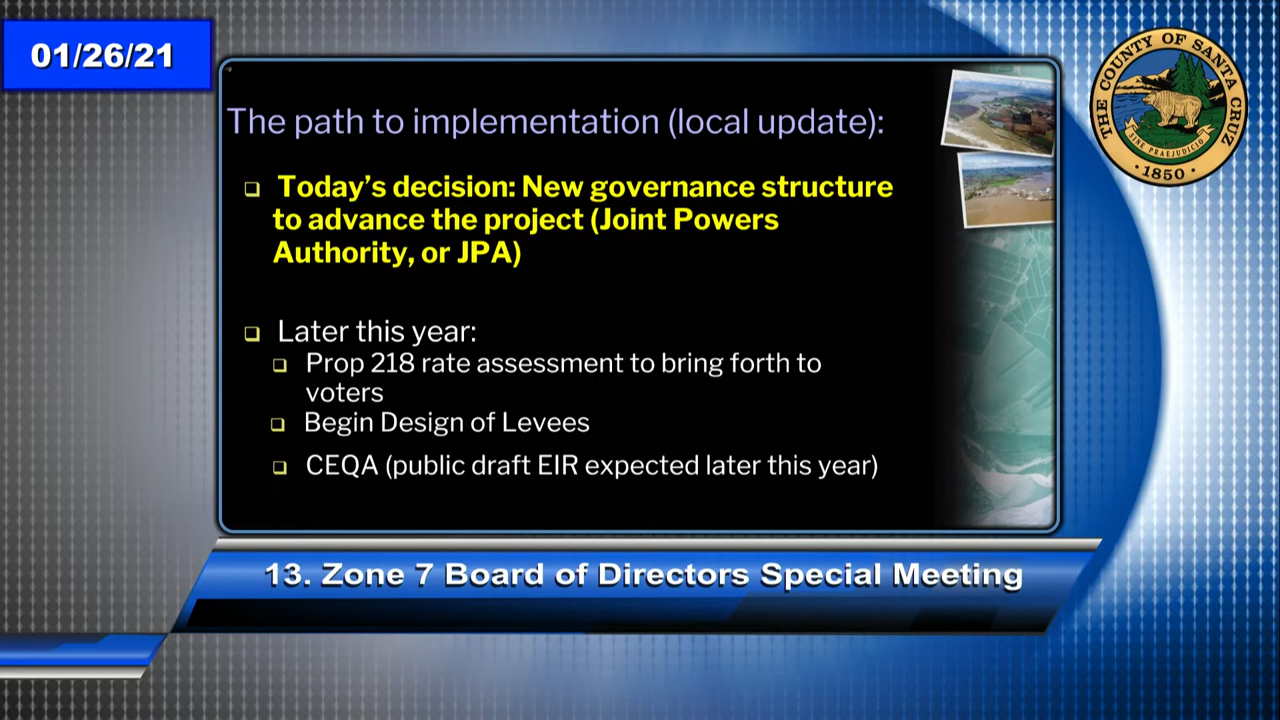 01/26/21
The path to implementation (local update):
Today's decision: New governance structure
to advance the project (Joint Powers
Authority, or JPA)
Later this year:
Prop 218 rate assessment to bring forth to
voters
Begin Design of Levees
CEQA (public draft EIR expected later this year)
THE COUNTY OF SANTA CRUZ
SINE PRAEJUDICIO
• 1850 •
13. Zone 7 Board of Directors Special Meeting